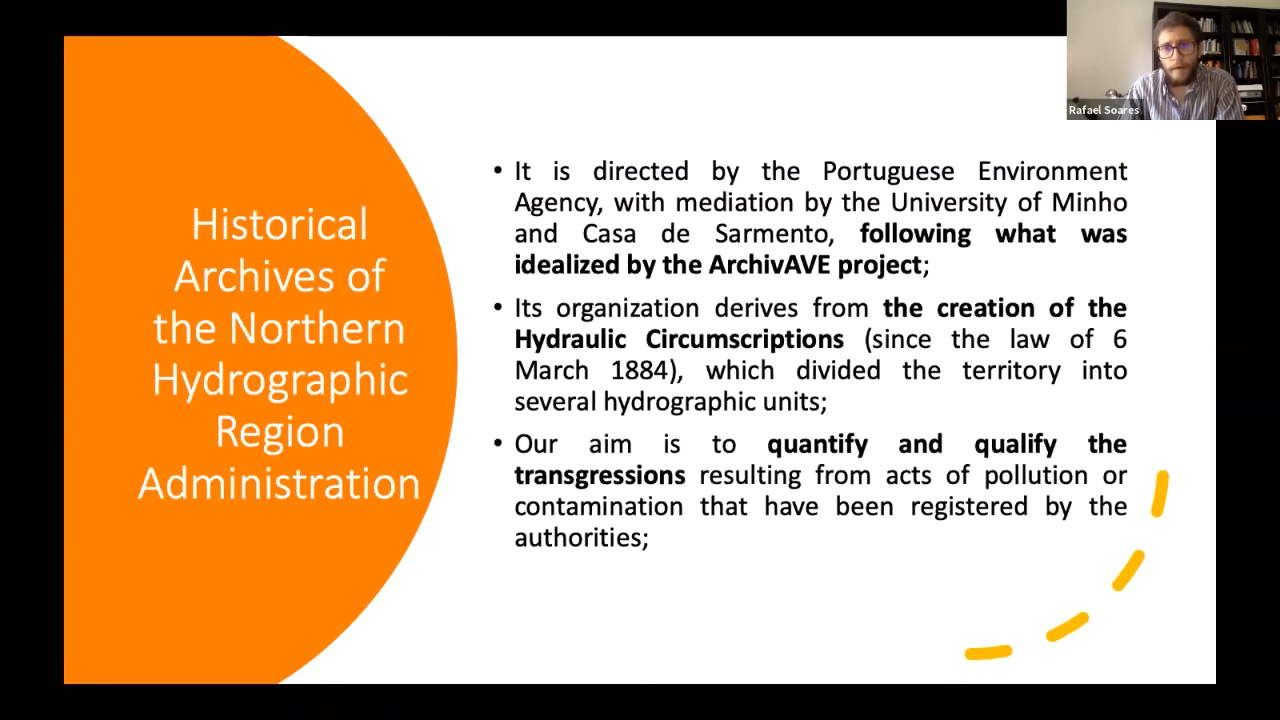 Rafael Soares
Historical
Archives of
the Northern
Hydrographic
Region
Administration
• It is directed by the Portuguese Environment
Agency, with mediation by the University of Minho
and Casa de Sarmento, following what was
idealized by the ArchivAVE project;
• Its organization derives from the creation of the
Hydraulic Circumscriptions (since the law of 6
March 1884), which divided the territory into
several hydrographic units;
• Our aim is to quantify and qualify the
transgressions resulting from acts of pollution or
contamination that have been registered by the
authorities;